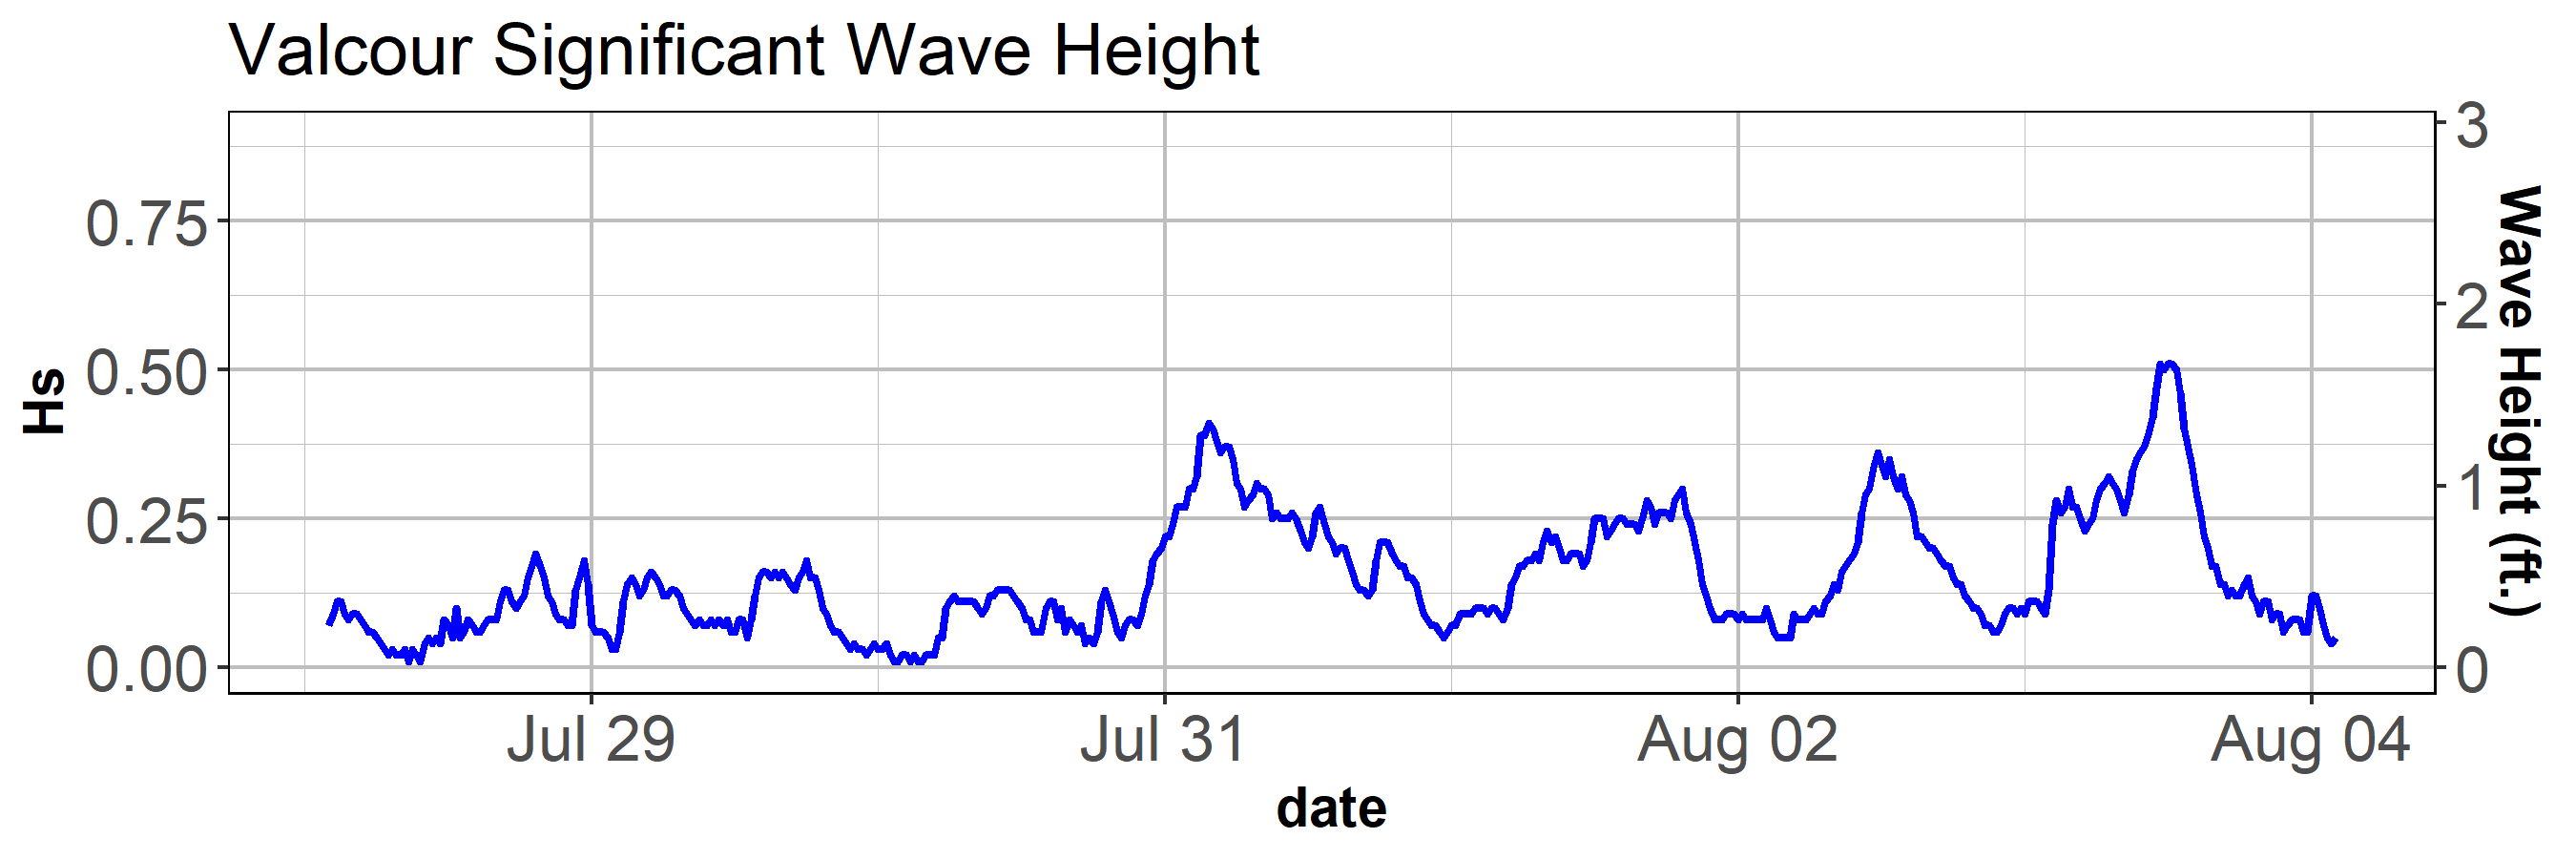 Valcour Significant Wave Height
Hs
0.75
0.50
0.25
0.00
3
2
1
0
Wave Height (ft.)
Jul 29
Jul 31
Aug 02
Aug 04
date